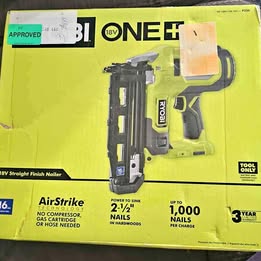 APPROVED
BI 18V ONE+
RYOBI
TOOL
ONLY
18V Straight Finish Nailer
16
AirStrike
TECHNOLOGY
NO COMPRESSOR,
GAS CARTRIDGE
OR HOSE NEEDED
POWER TO SINK
2-1/2"
NAILS
IN HARDWOODS
UP TO
1,000
NAILS
PER CHARGE
3 YEAR